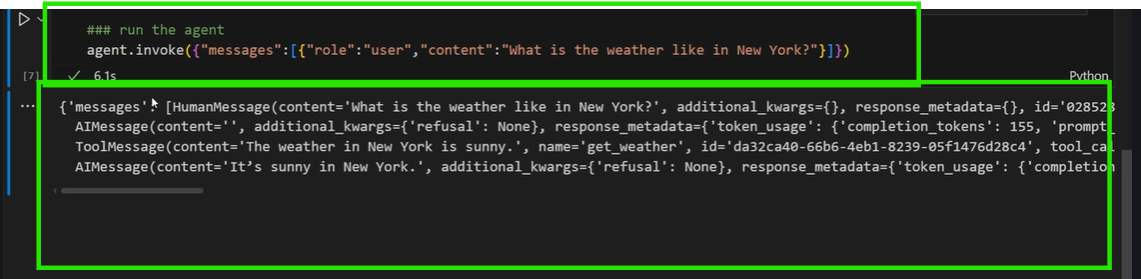 ### run the agent
agent.invoke({"messages":[{"role":"user","content":"What is the weather like in New York?"}]})
[7] ✓ 6.1s Python
... {'messages': [HumanMessage(content='What is the weather like in New York?', additional_kwargs={}, response_metadata={}, id='028523
AIMessage(content='', additional_kwargs={'refusal': None}, response_metadata={'token_usage': {'completion_tokens': 155, 'prompt_
ToolMessage(content='The weather in New York is sunny.', name='get_weather', id='da32ca40-66b6-4eb1-8239-05f1476d28c4', tool_cal
AIMessage(content='It’s sunny in New York.', additional_kwargs={'refusal': None}, response_metadata={'token_usage': {'completion